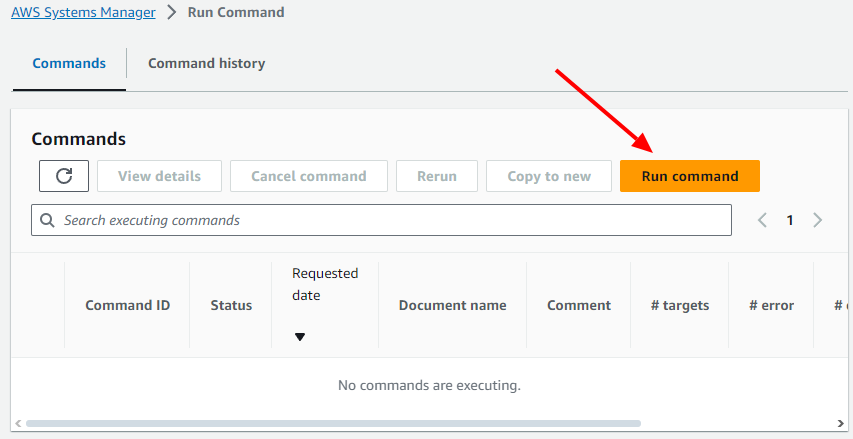 AWS Systems Manager > Run Command
Commands
Command history
Commands
View details
Cancel command
Rerun
Copy to new
Run command
Search executing commands
1
Command ID
Status
Requested
date
Document name
Comment
# targets
# error
#
No commands are executing.